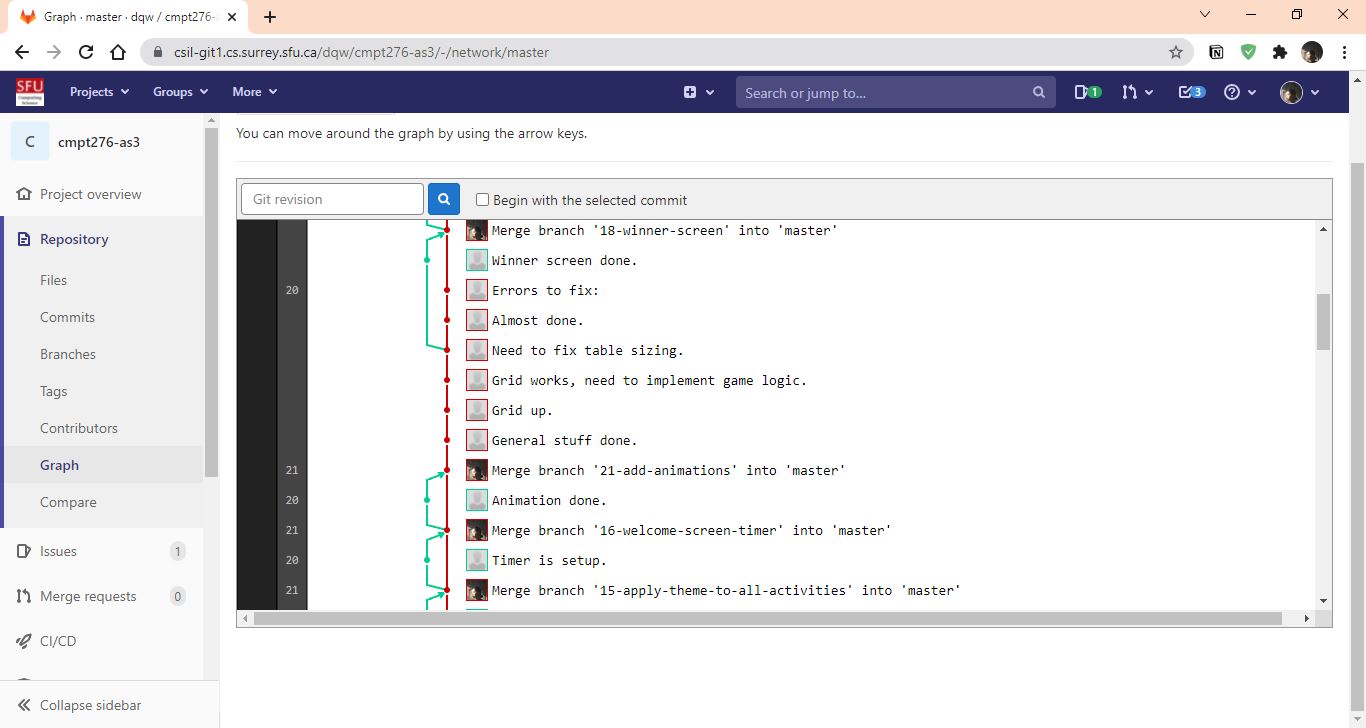 Graph · master · dqw / cmpt276-
csil-git1.cs.surrey.sfu.ca/dqw/cmpt276-as3/-/network/master
SFU
Computing
Science
Projects
Groups
More
Search or jump to...
1
3
C
cmpt276-as3
Project overview
Repository
Files
Commits
Branches
Tags
Contributors
Graph
Compare
Issues
1
Merge requests
0
CI/CD
Collapse sidebar
You can move around the graph by using the arrow keys.
Git revision
Begin with the selected commit
Merge branch '18-winner-screen' into 'master'
Winner screen done.
20 Errors to fix:
Almost done.
Need to fix table sizing.
Grid works, need to implement game logic.
Grid up.
General stuff done.
21 Merge branch '21-add-animations' into 'master'
20 Animation done.
21 Merge branch '16-welcome-screen-timer' into 'master'
20 Timer is setup.
21 Merge branch '15-apply-theme-to-all-activities' into 'master'